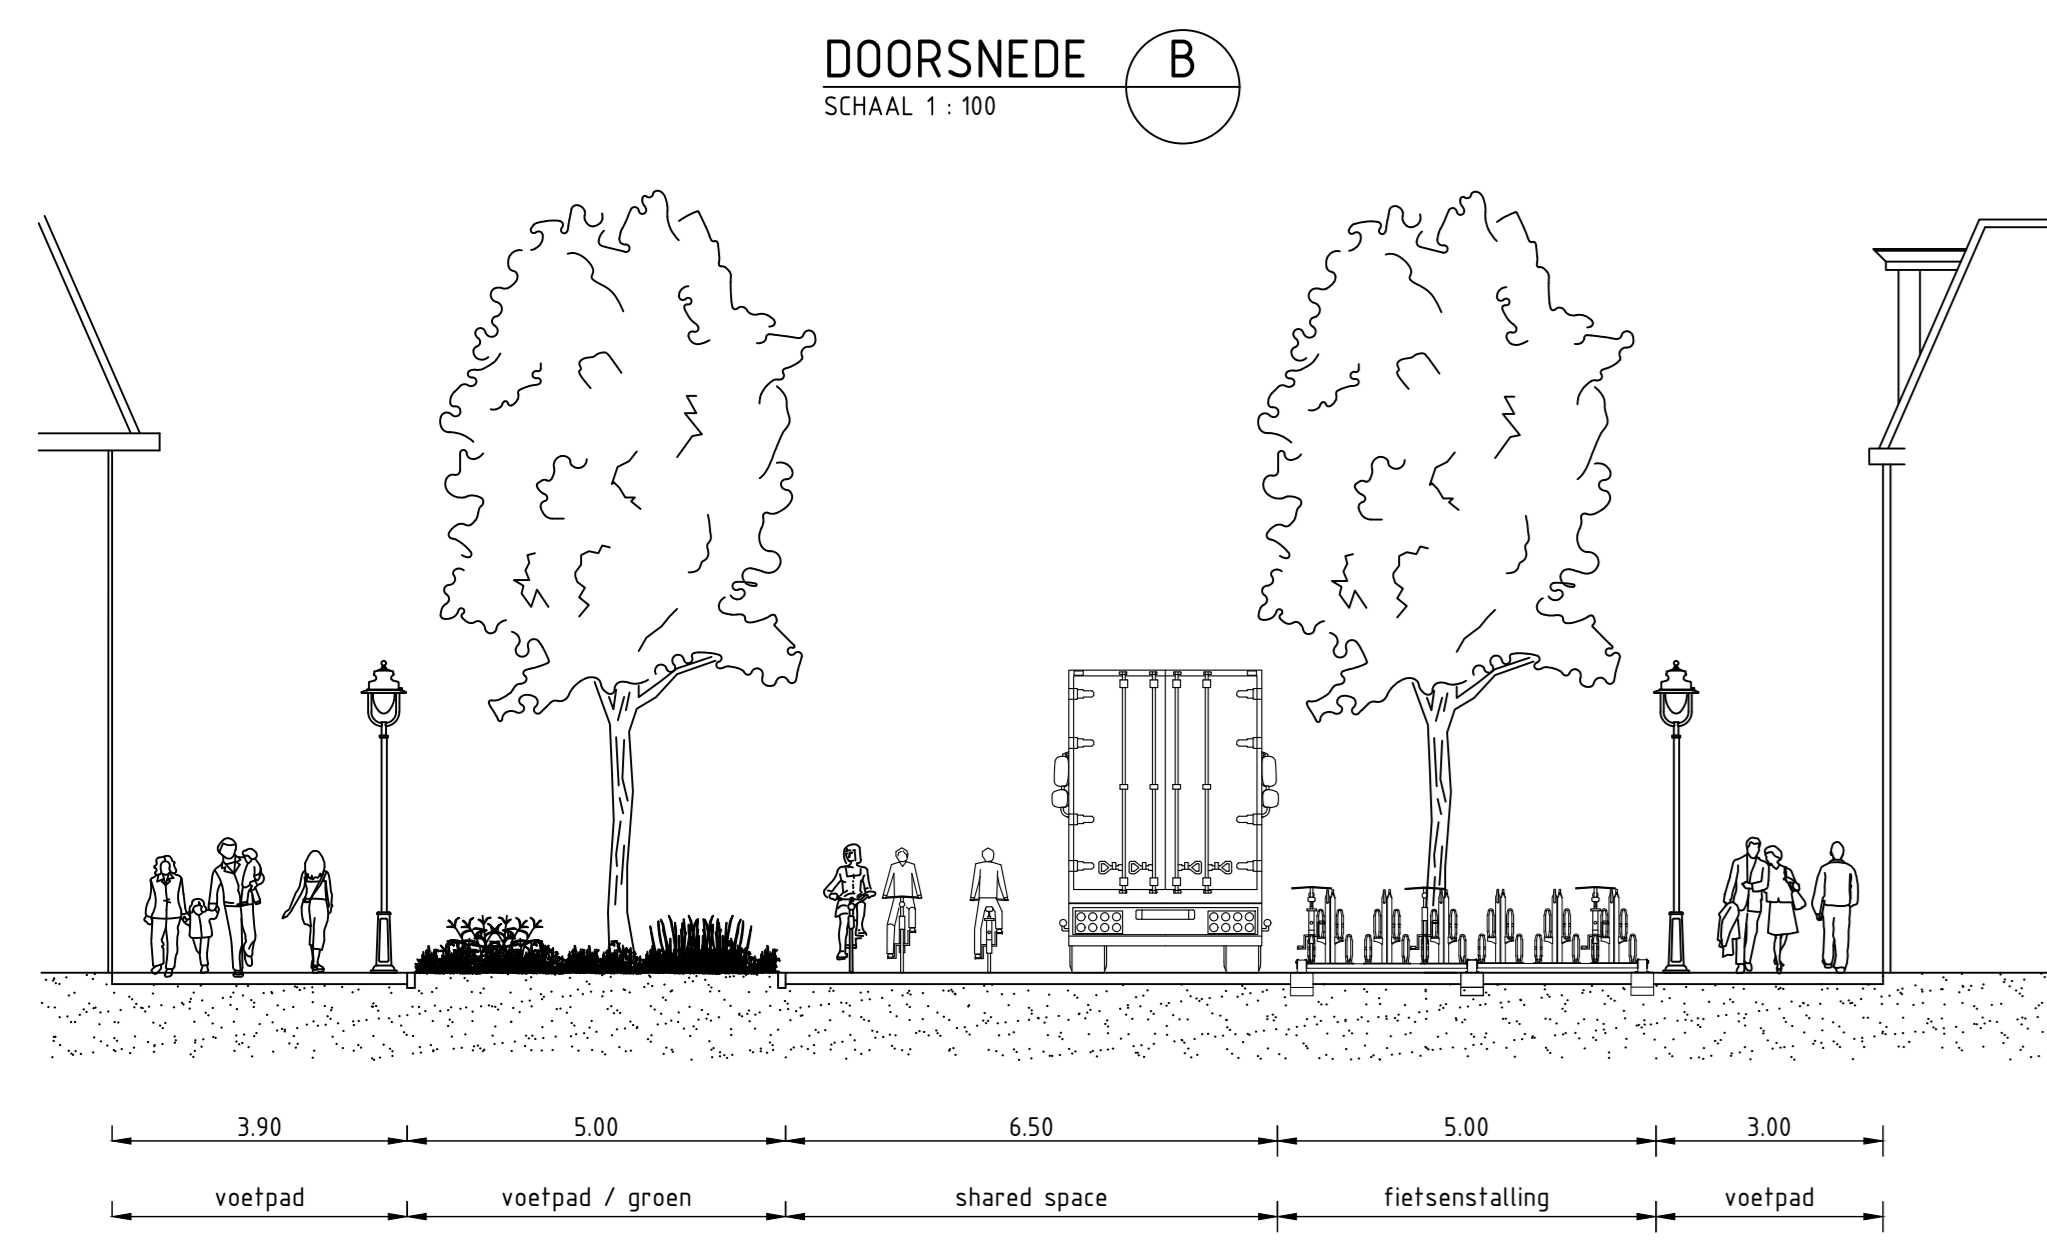 DOORSNEDE B
SCHAAL 1 : 100
3.90 5.00 6.50 5.00 3.00
voetpad voetpad / groen shared space fietsenstalling voetpad